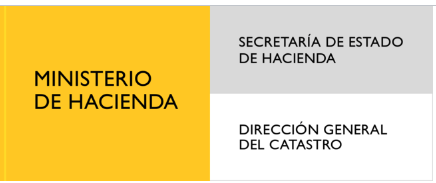 MINISTERIO
DE HACIENDA
SECRETARÍA DE ESTADO
DE HACIENDA
DIRECCIÓN GENERAL
DEL CATASTRO